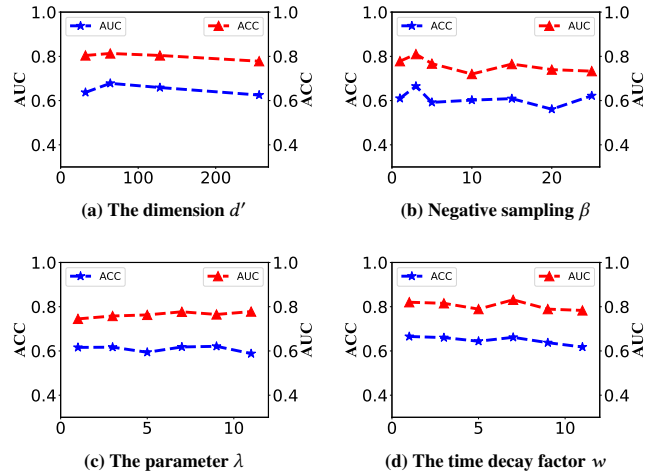 1.0 AUC ACC 1.0
0.8 0.8
AUC ACC
0.6 0.6
0.4 0.4
0 100 200
(a) The dimension d′
1.0 ACC AUC 1.0
0.8 0.8
ACC AUC
0.6 0.6
0.4 0.4
0 10 20
(b) Negative sampling β
1.0 ACC AUC 1.0
0.8 0.8
ACC AUC
0.6 0.6
0.4 0.4
0 5 10
(c) The parameter λ
1.0 ACC AUC 1.0
0.8 0.8
ACC AUC
0.6 0.6
0.4 0.4
0 5 10
(d) The time decay factor w